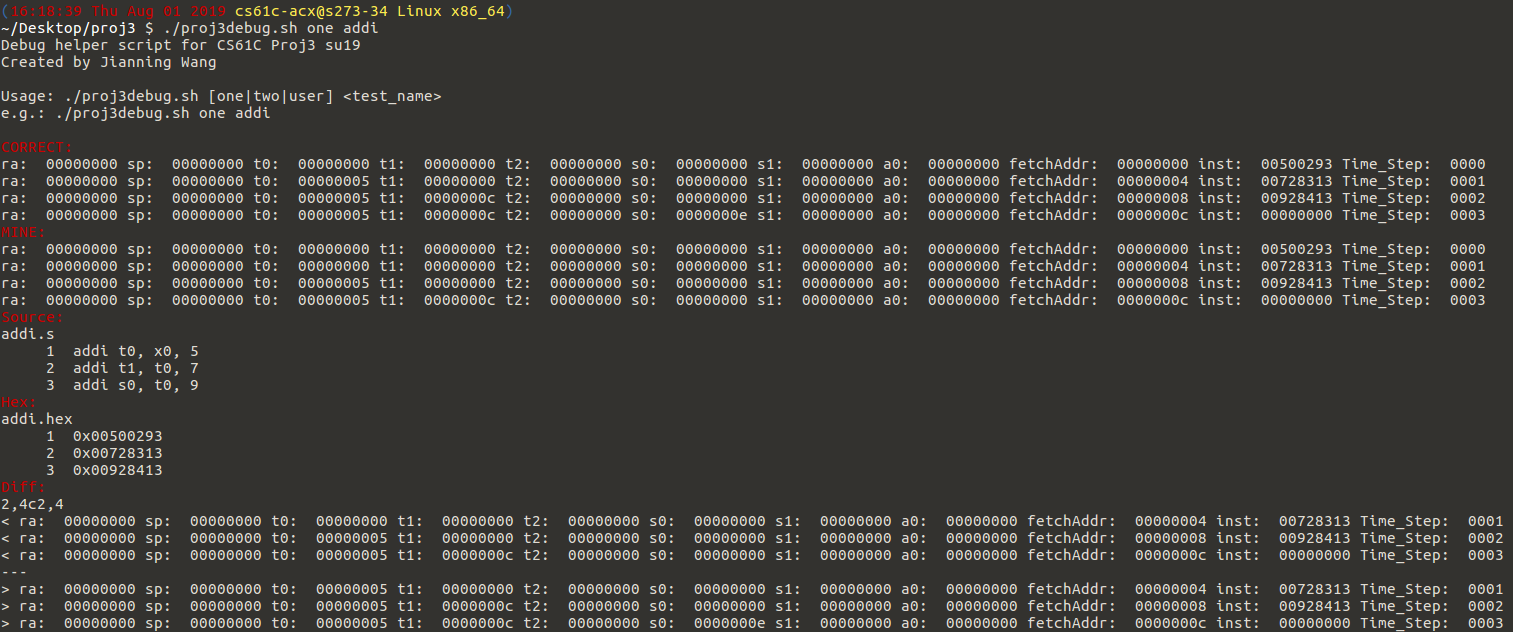 (16:18:39 Thu Aug 01 2019 cs61c-acx@s273-34 Linux x86_64)
~/Desktop/proj3 $ ./proj3debug.sh one addi
Debug helper script for CS61C Proj3 su19
Created by Jianning Wang

Usage: ./proj3debug.sh [one|two|user] <test_name>
e.g.: ./proj3debug.sh one addi

CORRECT:
ra:  00000000 sp:  00000000 t0:  00000000 t1:  00000000 t2:  00000000 s0:  00000000 s1:  00000000 a0:  00000000 fetchAddr:  00000000 inst:  00500293 Time_Step:  0000
ra:  00000000 sp:  00000000 t0:  00000005 t1:  00000000 t2:  00000000 s0:  00000000 s1:  00000000 a0:  00000000 fetchAddr:  00000004 inst:  00728313 Time_Step:  0001
ra:  00000000 sp:  00000000 t0:  00000005 t1:  0000000c t2:  00000000 s0:  00000000 s1:  00000000 a0:  00000000 fetchAddr:  00000008 inst:  00928413 Time_Step:  0002
ra:  00000000 sp:  00000000 t0:  00000005 t1:  0000000c t2:  00000000 s0:  0000000e s1:  00000000 a0:  00000000 fetchAddr:  0000000c inst:  00000000 Time_Step:  0003
MINE:
ra:  00000000 sp:  00000000 t0:  00000000 t1:  00000000 t2:  00000000 s0:  00000000 s1:  00000000 a0:  00000000 fetchAddr:  00000000 inst:  00500293 Time_Step:  0000
ra:  00000000 sp:  00000000 t0:  00000000 t1:  00000000 t2:  00000000 s0:  00000000 s1:  00000000 a0:  00000000 fetchAddr:  00000004 inst:  00728313 Time_Step:  0001
ra:  00000000 sp:  00000000 t0:  00000005 t1:  00000000 t2:  00000000 s0:  00000000 s1:  00000000 a0:  00000000 fetchAddr:  00000008 inst:  00928413 Time_Step:  0002
ra:  00000000 sp:  00000000 t0:  00000005 t1:  0000000c t2:  00000000 s0:  00000000 s1:  00000000 a0:  00000000 fetchAddr:  0000000c inst:  00000000 Time_Step:  0003
Source:
addi.s
     1  addi t0, x0, 5
     2  addi t1, t0, 7
     3  addi s0, t0, 9
Hex:
addi.hex
     1  0x00500293
     2  0x00728313
     3  0x00928413
Diff:
2,4c2,4
< ra:  00000000 sp:  00000000 t0:  00000000 t1:  00000000 t2:  00000000 s0:  00000000 s1:  00000000 a0:  00000000 fetchAddr:  00000004 inst:  00728313 Time_Step:  0001
< ra:  00000000 sp:  00000000 t0:  00000005 t1:  0000000c t2:  00000000 s0:  00000000 s1:  00000000 a0:  00000000 fetchAddr:  00000008 inst:  00928413 Time_Step:  0002
< ra:  00000000 sp:  00000000 t0:  00000005 t1:  0000000c t2:  00000000 s0:  00000000 s1:  00000000 a0:  00000000 fetchAddr:  0000000c inst:  00000000 Time_Step:  0003
---
> ra:  00000000 sp:  00000000 t0:  00000005 t1:  00000000 t2:  00000000 s0:  00000000 s1:  00000000 a0:  00000000 fetchAddr:  00000004 inst:  00728313 Time_Step:  0001
> ra:  00000000 sp:  00000000 t0:  00000005 t1:  0000000c t2:  00000000 s0:  00000000 s1:  00000000 a0:  00000000 fetchAddr:  00000008 inst:  00928413 Time_Step:  0002
> ra:  00000000 sp:  00000000 t0:  00000005 t1:  0000000c t2:  00000000 s0:  0000000e s1:  00000000 a0:  00000000 fetchAddr:  0000000c inst:  00000000 Time_Step:  0003